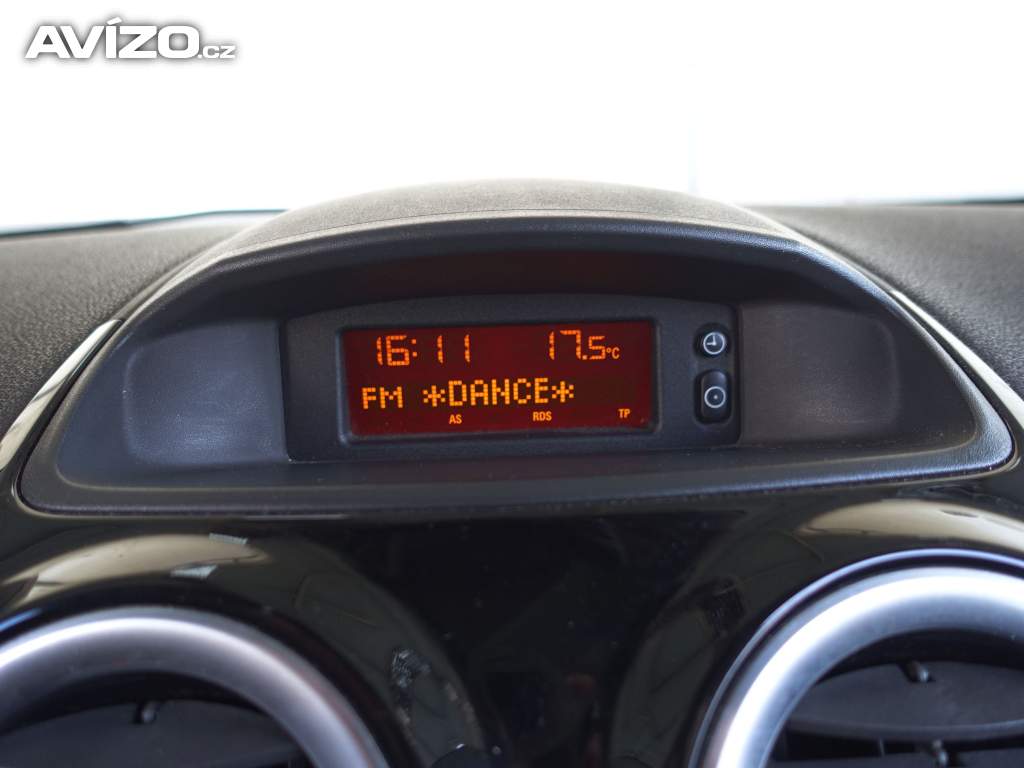 AVÍZO.cz
16:11 17.5°C
FM *DANCE*
AS RDS TP